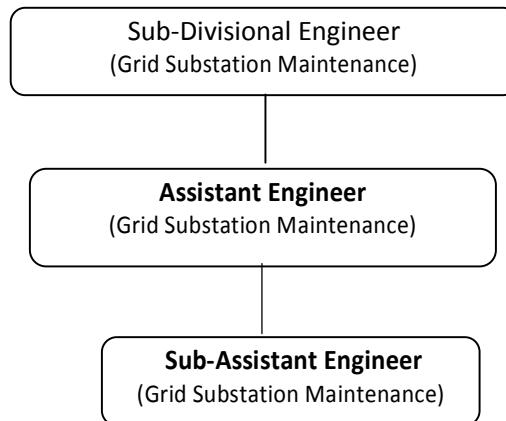 Sub-Divisional Engineer
(Grid Substation Maintenance)
Assistant Engineer
(Grid Substation Maintenance)
Sub-Assistant Engineer
(Grid Substation Maintenance)